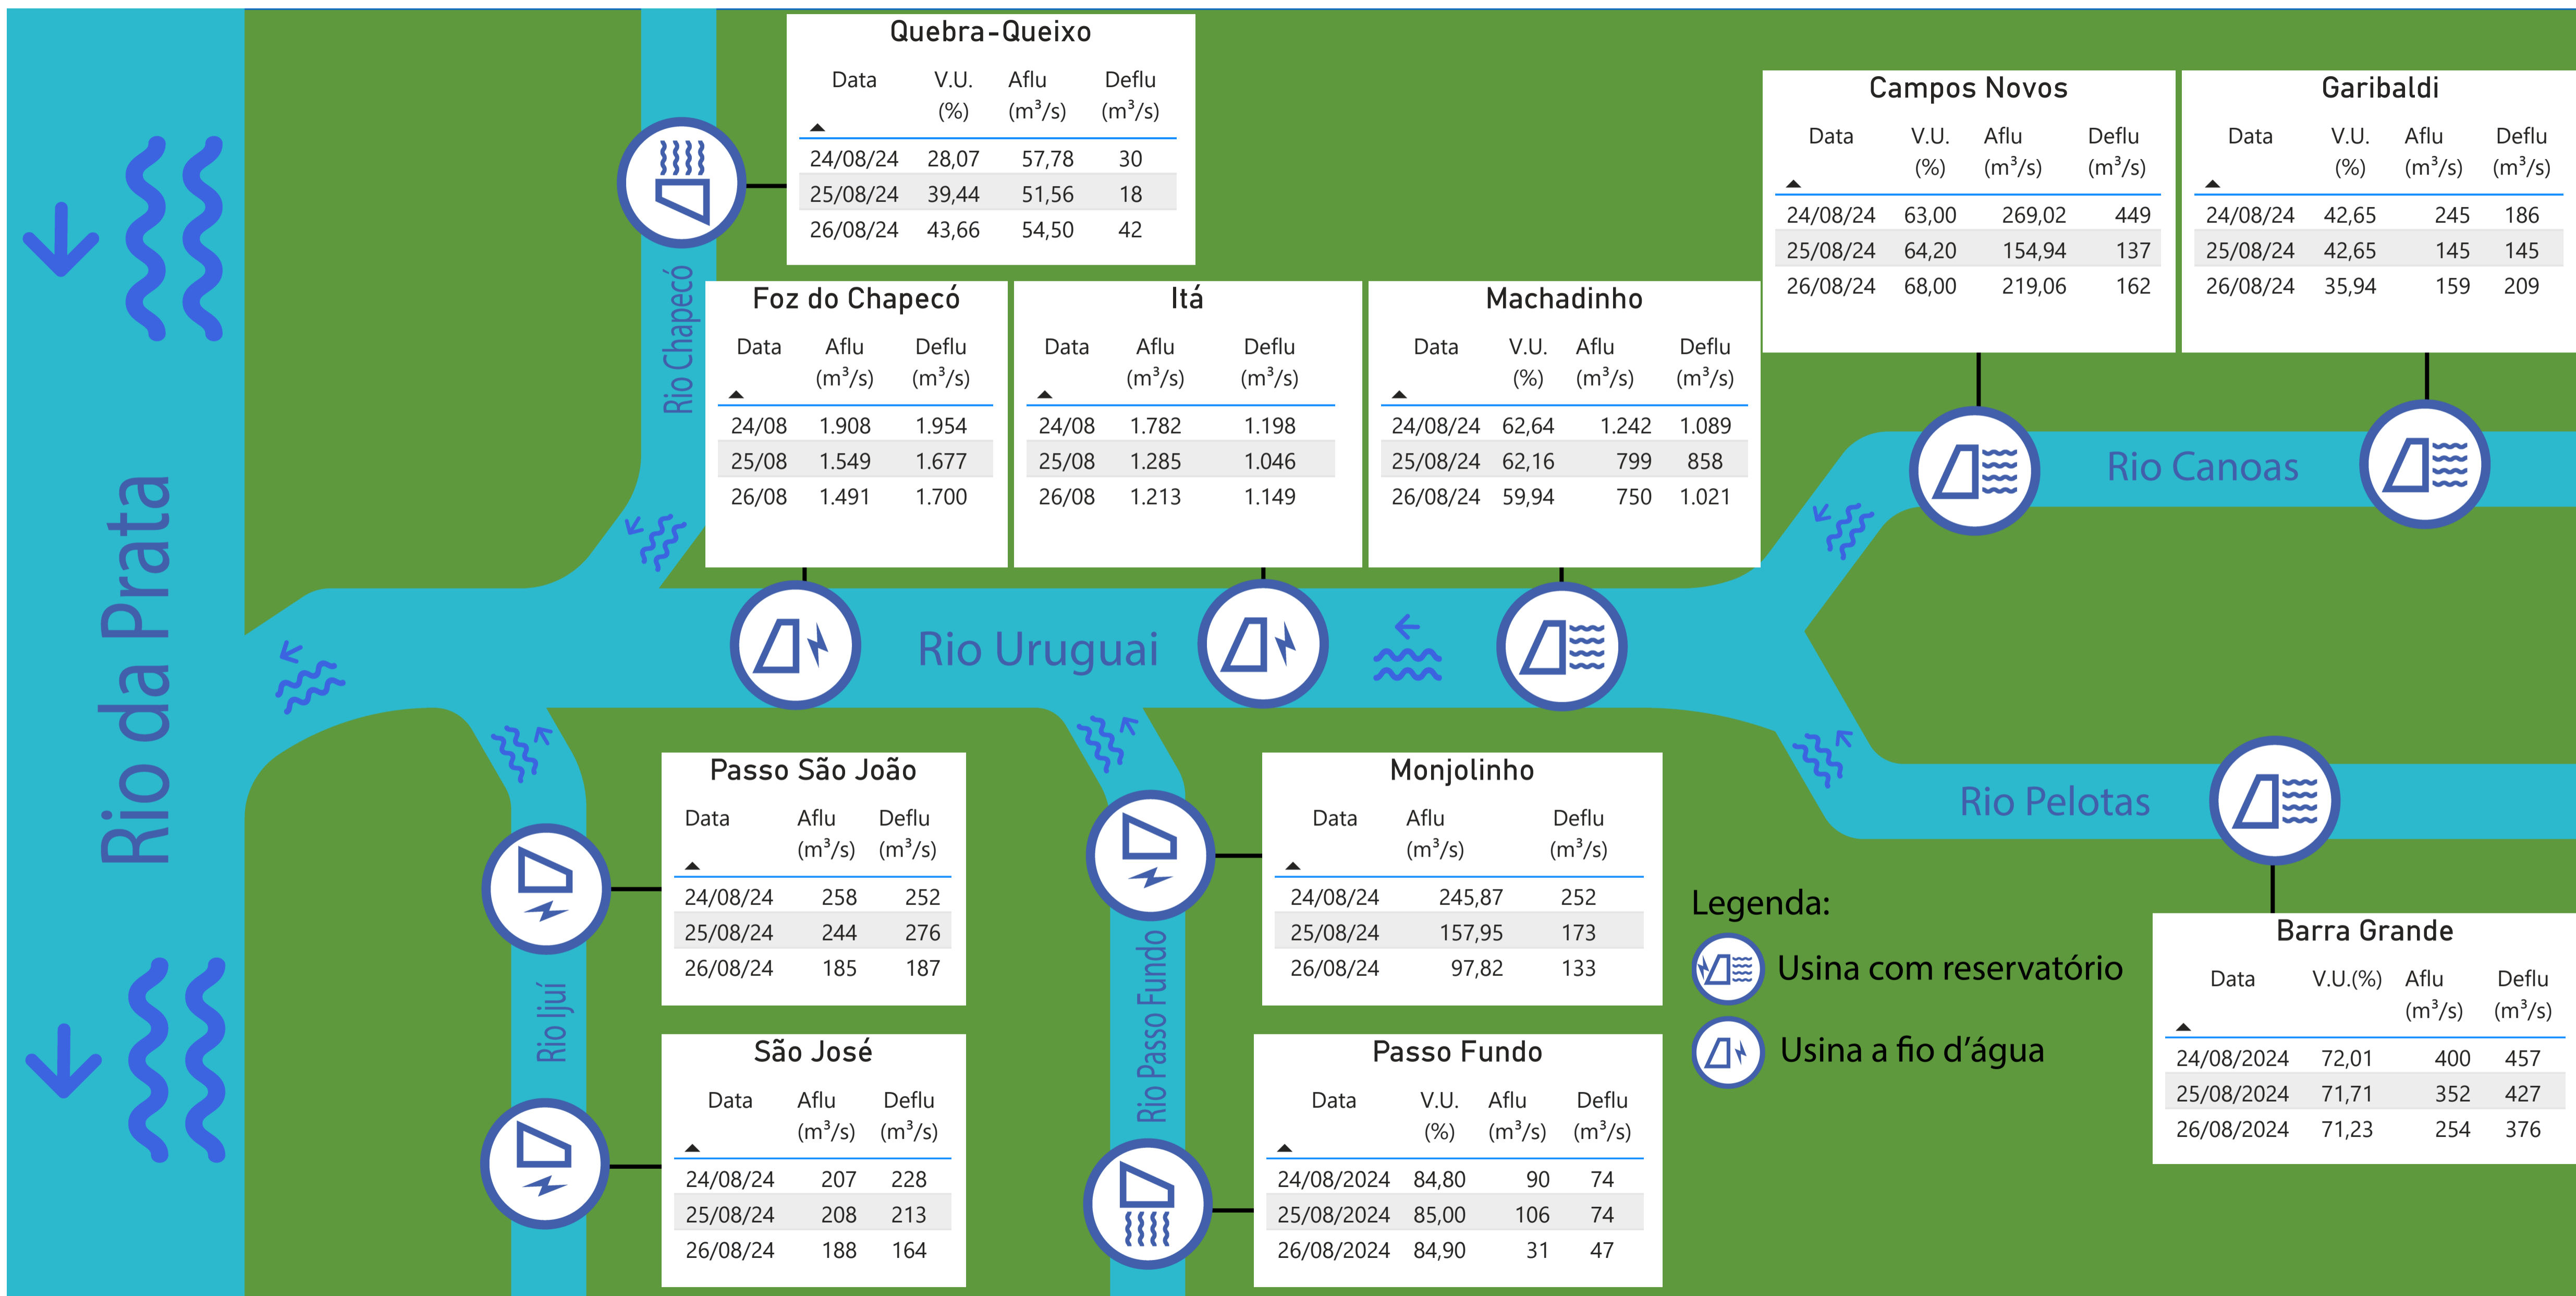 Quebra-Queixo
Data V.U. (%) Aflu (m³/s) Deflu (m³/s)
24/08/24 28,07 57,78 30
25/08/24 39,44 51,56 18
26/08/24 43,66 54,50 42
Campos Novos
Data V.U. (%) Aflu (m³/s) Deflu (m³/s)
24/08/24 63,00 269,02 449
25/08/24 64,20 154,94 137
26/08/24 68,00 219,06 162
Garibaldi
Data V.U. (%) Aflu (m³/s) Deflu (m³/s)
24/08/24 42,65 245 186
25/08/24 42,65 145 145
26/08/24 35,94 159 209
Rio Chapecó
Foz do Chapecó
Data Aflu (m³/s) Deflu (m³/s)
24/08 1.908 1.954
25/08 1.549 1.677
26/08 1.491 1.700
Itá
Data Aflu (m³/s) Deflu (m³/s)
24/08 1.782 1.198
25/08 1.285 1.046
26/08 1.213 1.149
Machadinho
Data V.U. (%) Aflu (m³/s) Deflu (m³/s)
24/08/24 62,64 1.242 1.089
25/08/24 62,16 799 858
26/08/24 59,94 750 1.021
Rio Canoas
Rio da Prata
Rio Uruguai
Rio Pelotas
Passo São João
Data Aflu (m³/s) Deflu (m³/s)
24/08/24 258 252
25/08/24 244 276
26/08/24 185 187
Monjolinho
Data Aflu (m³/s) Deflu (m³/s)
24/08/24 245,87 252
25/08/24 157,95 173
26/08/24 97,82 133
Legenda:
Usina com reservatório
Usina a fio d'água
Barra Grande
Data V.U.(%) Aflu (m³/s) Deflu (m³/s)
24/08/2024 72,01 400 457
25/08/2024 71,71 352 427
26/08/2024 71,23 254 376
Rio Ijuí
Rio Passo Fundo
São José
Data Aflu (m³/s) Deflu (m³/s)
24/08/24 207 228
25/08/24 208 213
26/08/24 188 164
Passo Fundo
Data V.U. (%) Aflu (m³/s) Deflu (m³/s)
24/08/2024 84,80 90 74
25/08/2024 85,00 106 74
26/08/2024 84,90 31 47